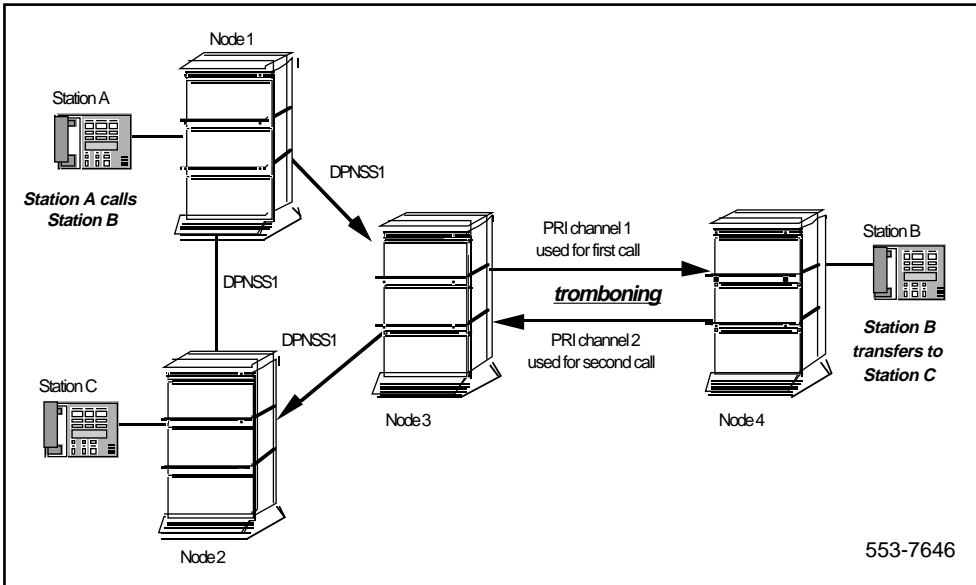 Node 1
Station A
Station A calls
Station B
DPNSS1
PRI channel 1
used for first call
tromboning
PRI channel 2
used for second call
Station B
Station B
transfers to
Station C
DPNSS1
DPNSS1
Station C
Node 3
Node 4
Node 2
553-7646